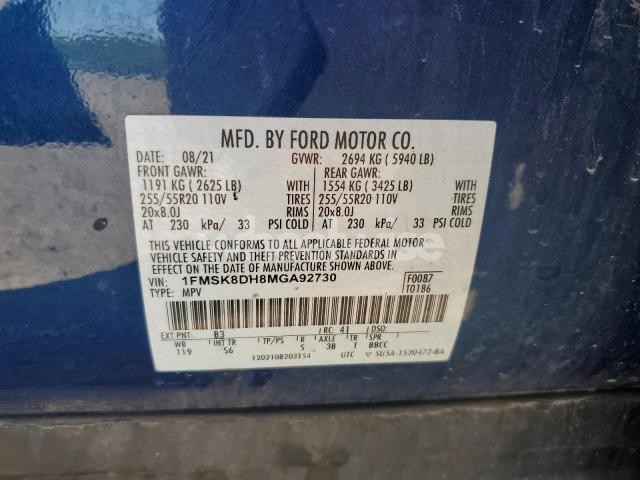 MFD. BY FORD MOTOR CO.
DATE: 08/21 GVWR: 2694 KG ( 5940 LB)
FRONT GAWR: REAR GAWR:
1191 KG ( 2625 LB) WITH 1554 KG ( 3425 LB) WITH
255/55R20 110V TIRES 255/55R20 110V TIRES
20x8.0J RIMS 20x8.0J RIMS
AT 230 kPa/ 33 PSI COLD AT 230 kPa/ 33 PSI COLD
THIS VEHICLE CONFORMS TO ALL APPLICABLE FEDERAL MOTOR
VEHICLE SAFETY AND THEFT PREVENTION STANDARDS IN
EFFECT ON THE DATE OF MANUFACTURE SHOWN ABOVE.
VIN: 1FMSK8DH8MGA92730 F0087
TYPE: MPV T0186
EXT PNT: B3 RC: 41 DSO:
WB INT TR TP/PS R AXLE TR SPR
119 S6 S 3B 1 BBCC
1202108203154 UTC 5U5A-1520472-BA